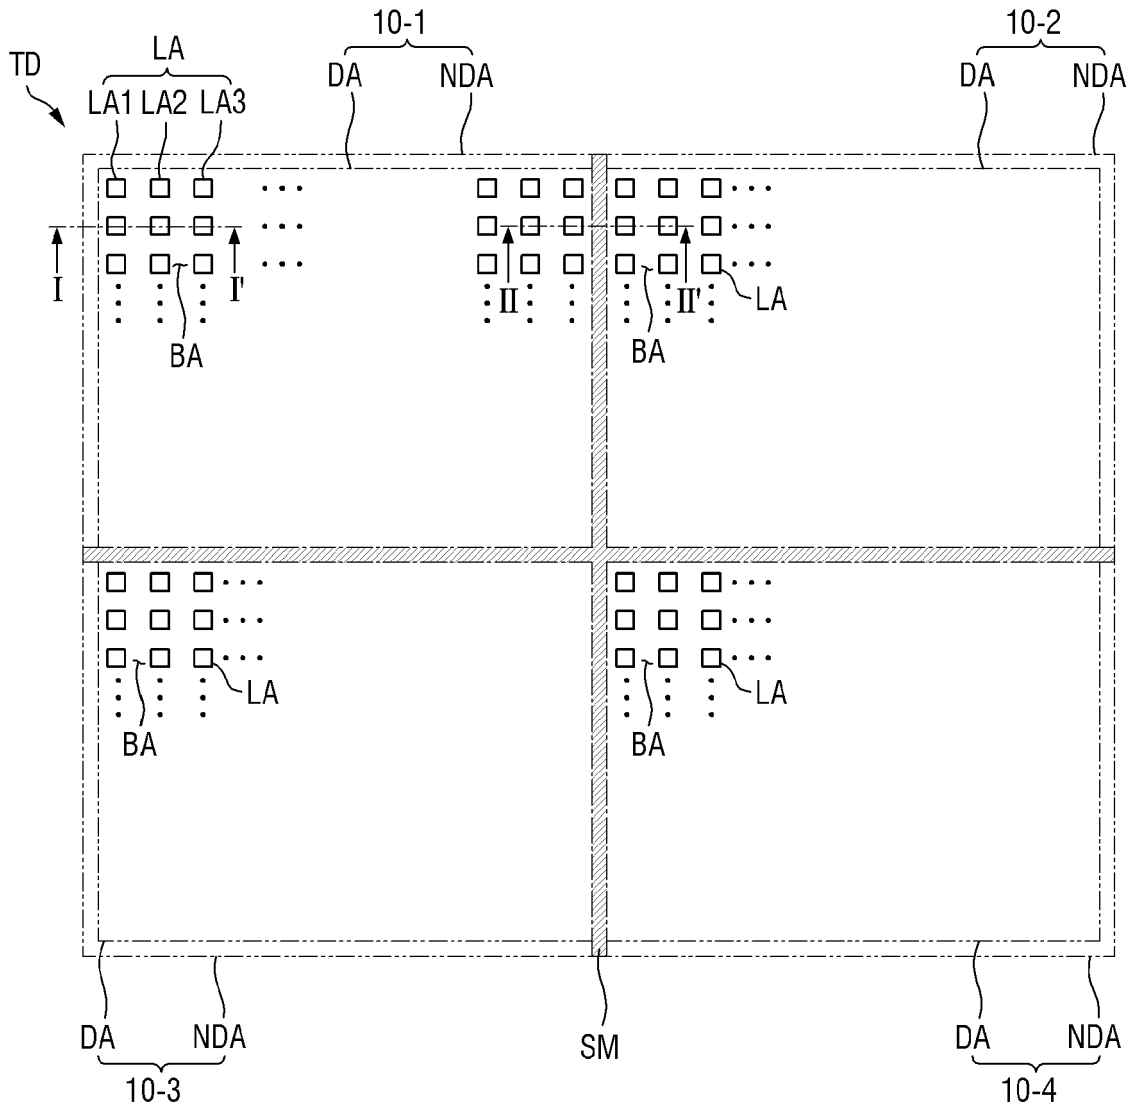 10-1
10-2
LA
TD
DA
NDA
DA
NDA
LA1 LA2 LA3
I
I'
II
II'
LA
BA
BA
LA
LA
BA
BA
DA
NDA
SM
DA
NDA
10-3
10-4